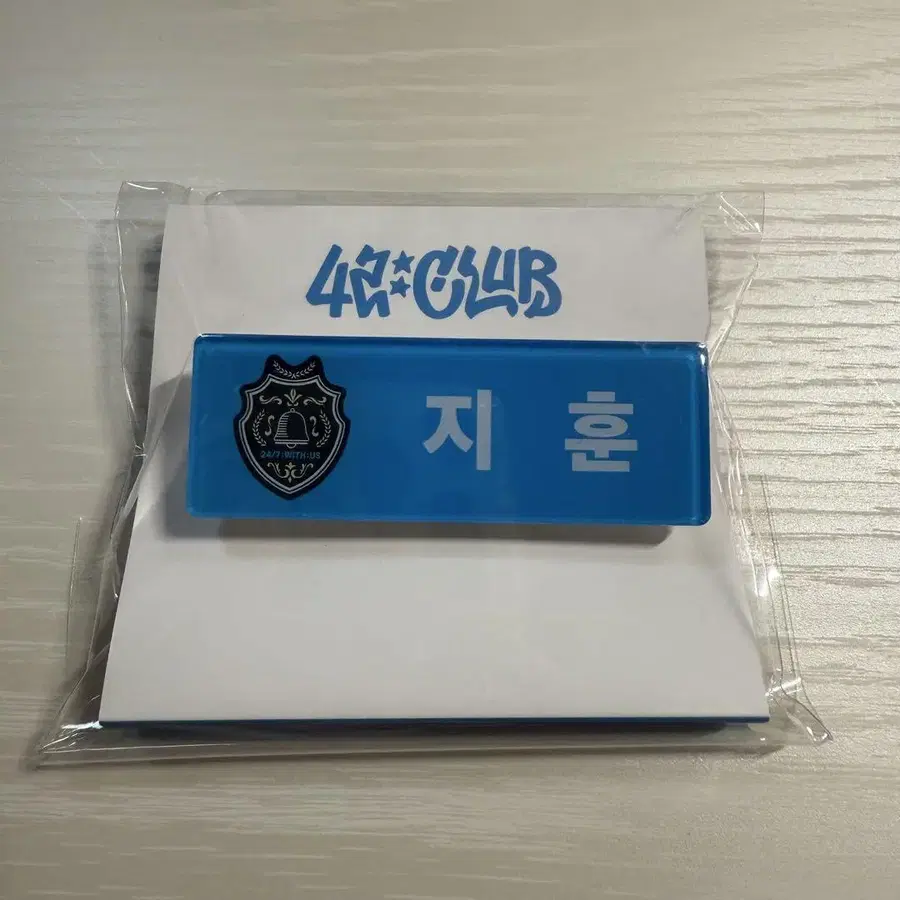 42 CLUB
24/7:WITH:US
지 훈